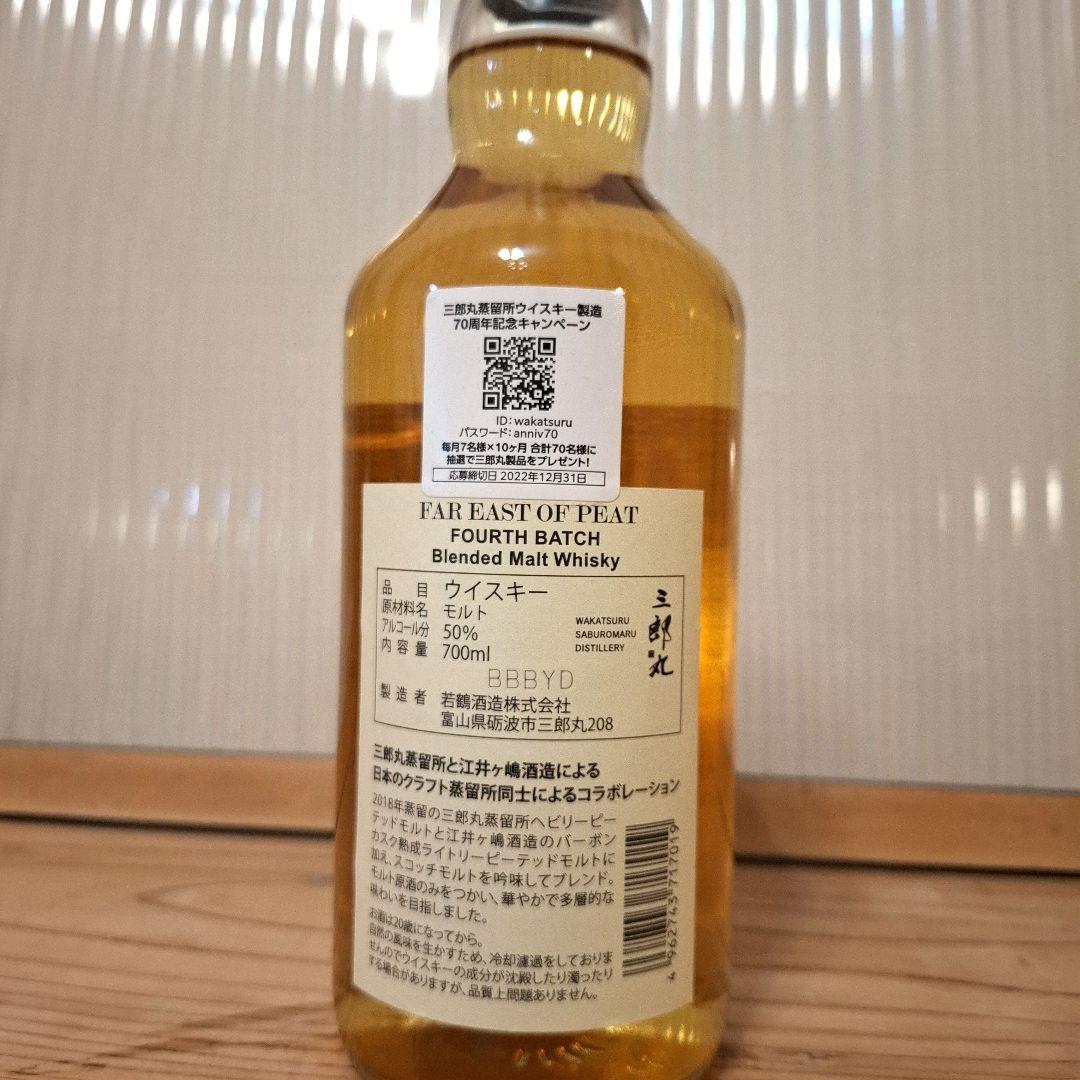 三郎丸蒸留所ウイスキー製造
70周年記念キャンペーン
ID:wakatsuru
パスワード:anniv70
毎月7名様×10ヶ月 合計70名様に
抽選で三郎丸製品をプレゼント!
応募締切日 2022年12月31日
FAR EAST OF PEAT
FOURTH BATCH
Blended Malt Whisky
品目 ウイスキー
原材料名 モルト
アルコール分 50%
内容量 700ml
WAKATSURU
SABUROMARU
DISTILLERY
三郎丸
BBBYD
製造者 若鶴酒造株式会社
富山県砺波市三郎丸208
三郎丸蒸留所と江井ヶ嶋酒造による
日本のクラフト蒸留所同士によるコラボレーション
2018年蒸留の三郎丸蒸留所ヘビリーピー
テッドモルトと江井ヶ嶋酒造のバーボン
カスク熟成ライトリーピーテッドモルトに
加え、スコッチモルトを吟味してブレンド。
モルト原酒のみをつかい、華やかで多層的な
味わいを目指しました。
お酒は20歳になってから。
自然の風味を生かすため、冷却濾過をしておりま
せんのでウイスキーの成分が沈殿したり濁ったり
する場合がありますが、品質上問題ありません。
4962743717019